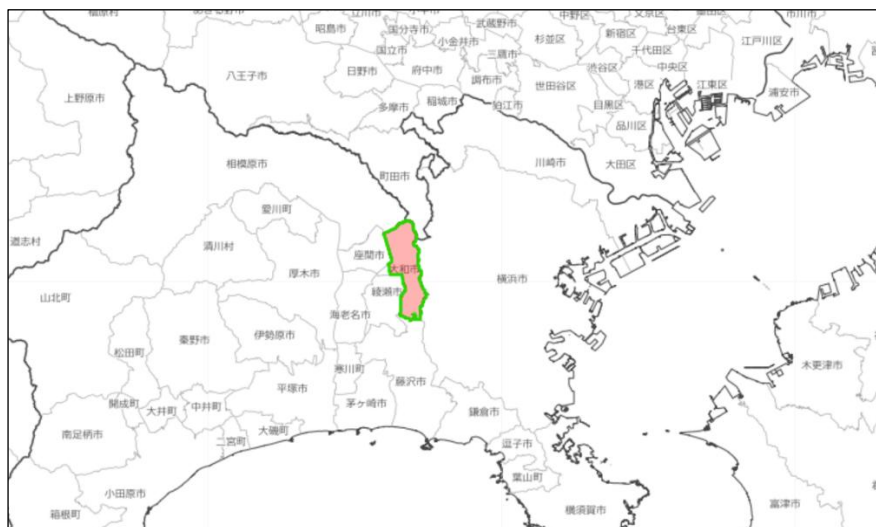 昭島市
立川市
国分寺市
小金井市
武蔵野市
中野区
文京区
台東区
市川市
杉並区
新宿区
千代田区
江戸川区
国立市
三鷹市
渋谷区
中央区
八王子市
日野市
府中市
調布市
世田谷区
港区
江東区
浦安市
上野原市
多摩市
稲城市
狛江市
目黒区
品川区
相模原市
町田市
川崎市
大田区
愛川町
道志村
清川村
座間市
大和市
厚木市
横浜市
山北町
綾瀬市
海老名市
秦野市
伊勢原市
松田町
木更津市
寒川町
藤沢市
平塚市
開成町
大井町
中井町
茅ヶ崎市
鎌倉市
南足柄市
二宮町
大磯町
逗子市
葉山町
小田原市
箱根町
横須賀市
富津市